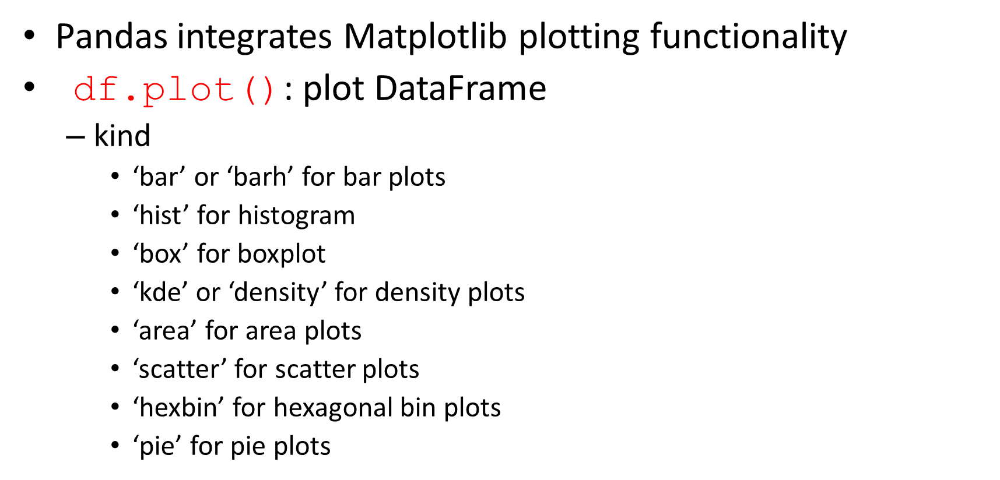 • Pandas integrates Matplotlib plotting functionality
• df.plot(): plot DataFrame
– kind
• ‘bar’ or ‘barh’ for bar plots
• ‘hist’ for histogram
• ‘box’ for boxplot
• ‘kde’ or ‘density’ for density plots
• ‘area’ for area plots
• ‘scatter’ for scatter plots
• ‘hexbin’ for hexagonal bin plots
• ‘pie’ for pie plots